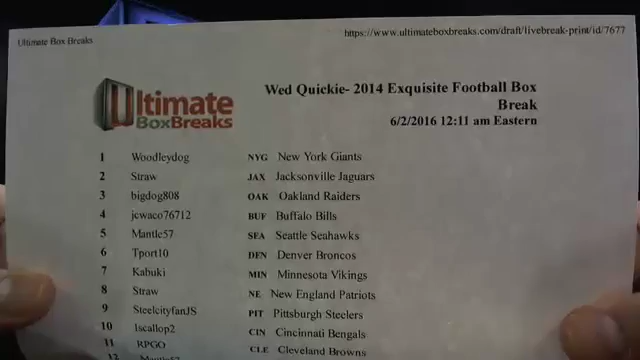 Ultimate Box Breaks
https://www.ultimateboxbreaks.com/draft/livebreak-print/id/7677
Ultimate
BoxBreaks
Wed Quickie- 2014 Exquisite Football Box
Break
6/2/2016 12:11 am Eastern
1 Woodleydog NYG New York Giants
2 Straw JAX Jacksonville Jaguars
3 bigdog808 OAK Oakland Raiders
4 jcwaco76712 BUF Buffalo Bills
5 Mantle57 SEA Seattle Seahawks
6 Tport10 DEN Denver Broncos
7 Kabuki MIN Minnesota Vikings
8 Straw NE New England Patriots
9 SteelcityfanJS PIT Pittsburgh Steelers
10 1scallop2 CIN Cincinnati Bengals
11 RPGO CLE Cleveland Browns
12 Mantle57